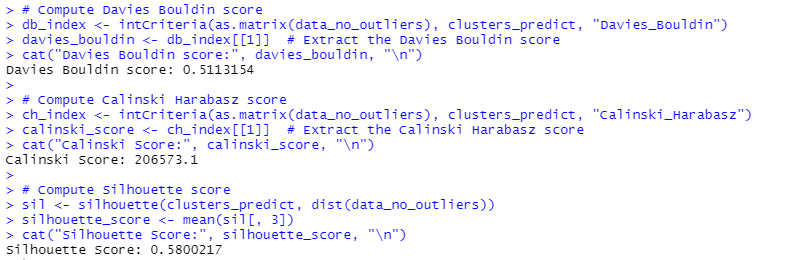 > # Compute Davies Bouldin score
> db_index <- intCriteria(as.matrix(data_no_outliers), clusters_predict, "Davies_Bouldin")
> davies_bouldin <- db_index[[1]]  # Extract the Davies Bouldin score
> cat("Davies Bouldin score:", davies_bouldin, "\n")
Davies Bouldin score: 0.5113154
>
> # Compute Calinski Harabasz score
> ch_index <- intCriteria(as.matrix(data_no_outliers), clusters_predict, "Calinski_Harabasz")
> calinski_score <- ch_index[[1]]  # Extract the Calinski Harabasz score
> cat("Calinski Score:", calinski_score, "\n")
Calinski Score: 206573.1
>
> # Compute Silhouette score
> sil <- silhouette(clusters_predict, dist(data_no_outliers))
> silhouette_score <- mean(sil[, 3])
> cat("Silhouette Score:", silhouette_score, "\n")
Silhouette Score: 0.5800217